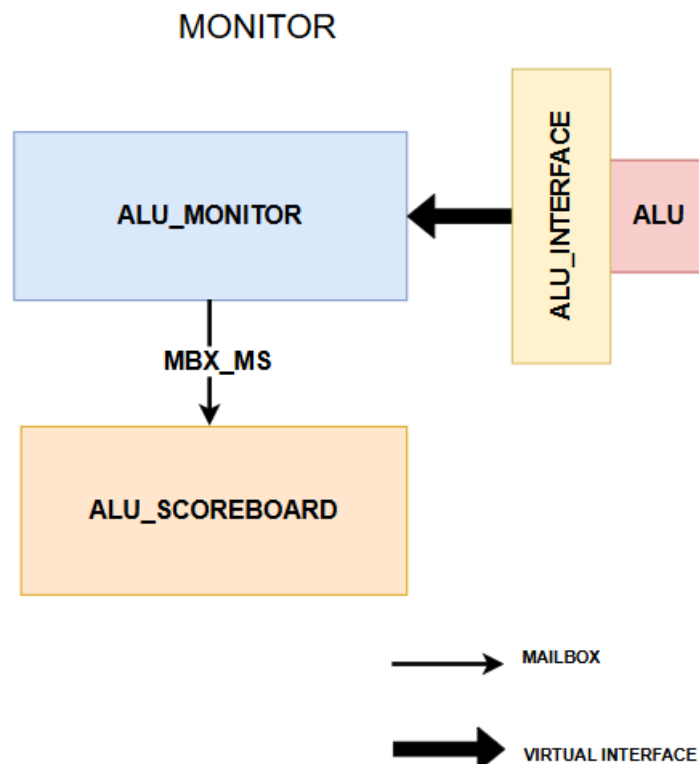 MONITOR
ALU_MONITOR
ALU_INTERFACE
ALU
MBX_MS
ALU_SCOREBOARD
MAILBOX
VIRTUAL INTERFACE